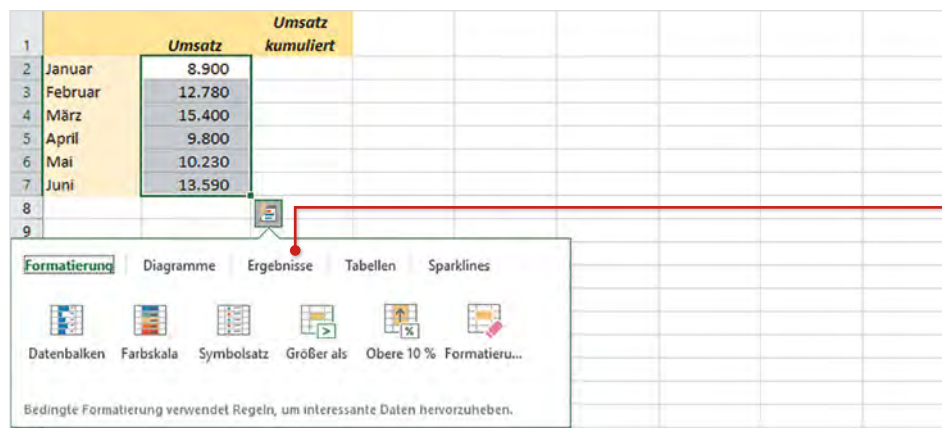 Umsatz
1 Umsatz kumuliert
2 Januar 8.900
3 Februar 12.780
4 März 15.400
5 April 9.800
6 Mai 10.230
7 Juni 13.590
8
9
Formatierung Diagramme Ergebnisse Tabellen Sparklines
Datenbalken Farbskala Symbolsatz Größer als Obere 10 % Formatieru...
Bedingte Formatierung verwendet Regeln, um interessante Daten hervorzuheben.